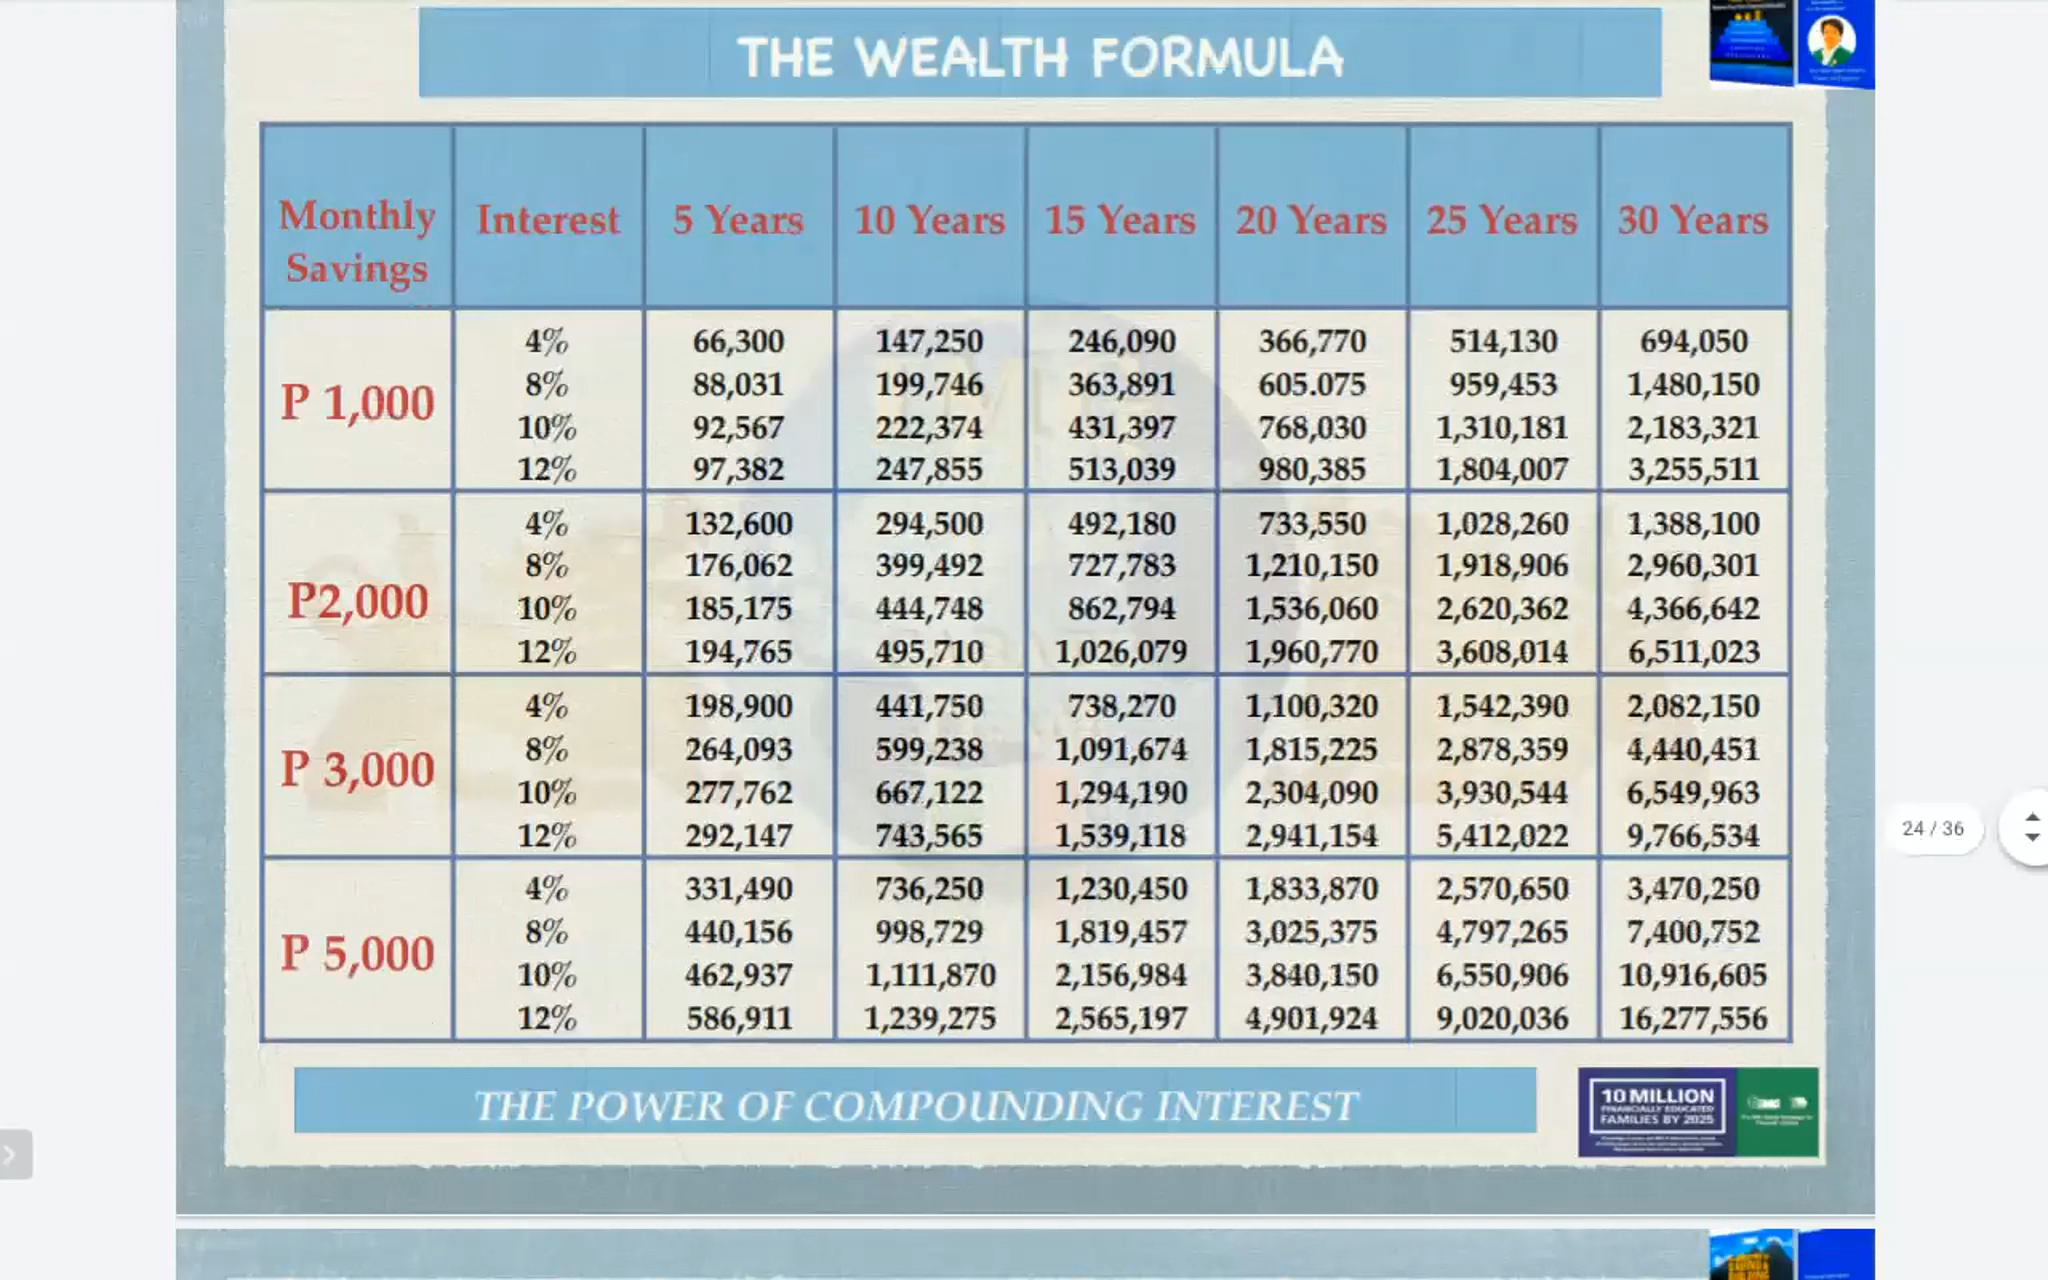 THE WEALTH FORMULA
Monthly Savings Interest 5 Years 10 Years 15 Years 20 Years 25 Years 30 Years
P 1,000
4% 66,300 147,250 246,090 366,770 514,130 694,050
8% 88,031 199,746 363,891 605.075 959,453 1,480,150
10% 92,567 222,374 431,397 768,030 1,310,181 2,183,321
12% 97,382 247,855 513,039 980,385 1,804,007 3,255,511
P2,000
4% 132,600 294,500 492,180 733,550 1,028,260 1,388,100
8% 176,062 399,492 727,783 1,210,150 1,918,906 2,960,301
10% 185,175 444,748 862,794 1,536,060 2,620,362 4,366,642
12% 194,765 495,710 1,026,079 1,960,770 3,608,014 6,511,023
P 3,000
4% 198,900 441,750 738,270 1,100,320 1,542,390 2,082,150
8% 264,093 599,238 1,091,674 1,815,225 2,878,359 4,440,451
10% 277,762 667,122 1,294,190 2,304,090 3,930,544 6,549,963
12% 292,147 743,565 1,539,118 2,941,154 5,412,022 9,766,534
P 5,000
4% 331,490 736,250 1,230,450 1,833,870 2,570,650 3,470,250
8% 440,156 998,729 1,819,457 3,025,375 4,797,265 7,400,752
10% 462,937 1,111,870 2,156,984 3,840,150 6,550,906 10,916,605
12% 586,911 1,239,275 2,565,197 4,901,924 9,020,036 16,277,556
24 / 36
THE POWER OF COMPOUNDING INTEREST
10 MILLION
FINANCIALLY EDUCATED
FAMILIES BY 2025